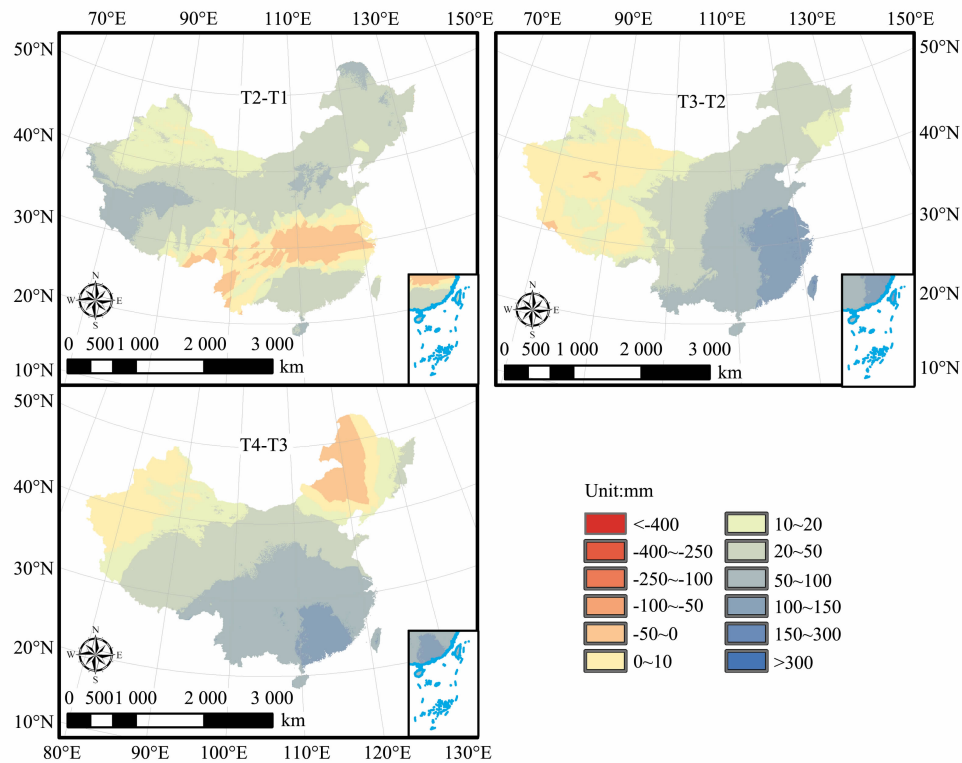 70°E 90°E 110°E 130°E 150°E 70°E 90°E 110°E 130°E 150°E
50°N
40°N
30°N
20°N
10°N
T2-T1
N
W E
S
0 500 1 000 2 000 3 000
km
T3-T2
N
W E
S
0 500 1 000 2 000 3 000
km
50°N
40°N
30°N
20°N
10°N
50°N
40°N
30°N
20°N
10°N
T4-T3
N
W E
S
0 500 1 000 2 000 3 000
km
80°E 90°E 100°E 110°E 120°E 130°E
Unit:mm
<-400
-400~-250
-250~-100
-100~-50
-50~0
0~10
10~20
20~50
50~100
100~150
150~300
>300